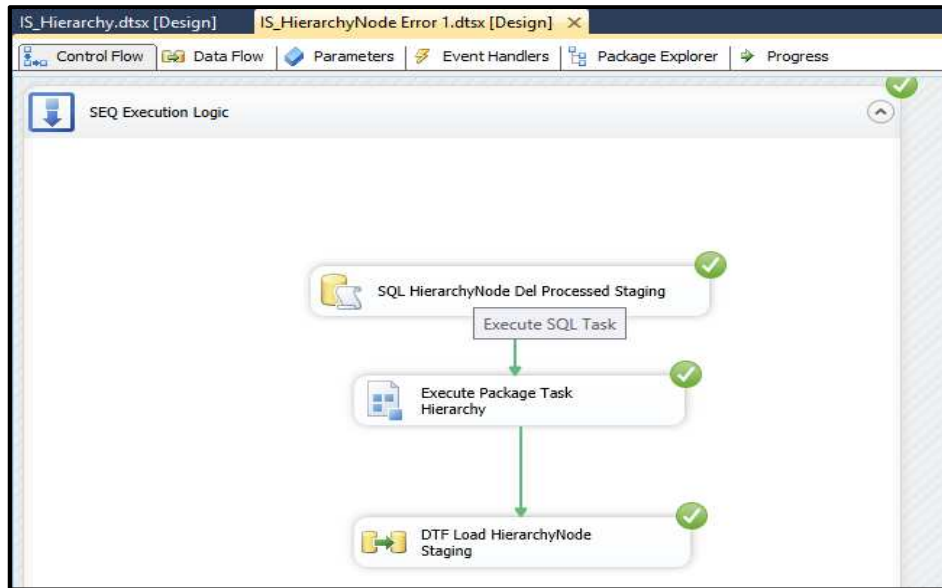 IS_Hierarchy.dtsx [Design] IS_HierarchyNode Error 1.dtsx [Design]
Control Flow Data Flow Parameters Event Handlers Package Explorer Progress
SEQ Execution Logic
SQL HierarchyNode Del Processed Staging
Execute SQL Task
Execute Package Task
Hierarchy
DTF Load HierarchyNode
Staging